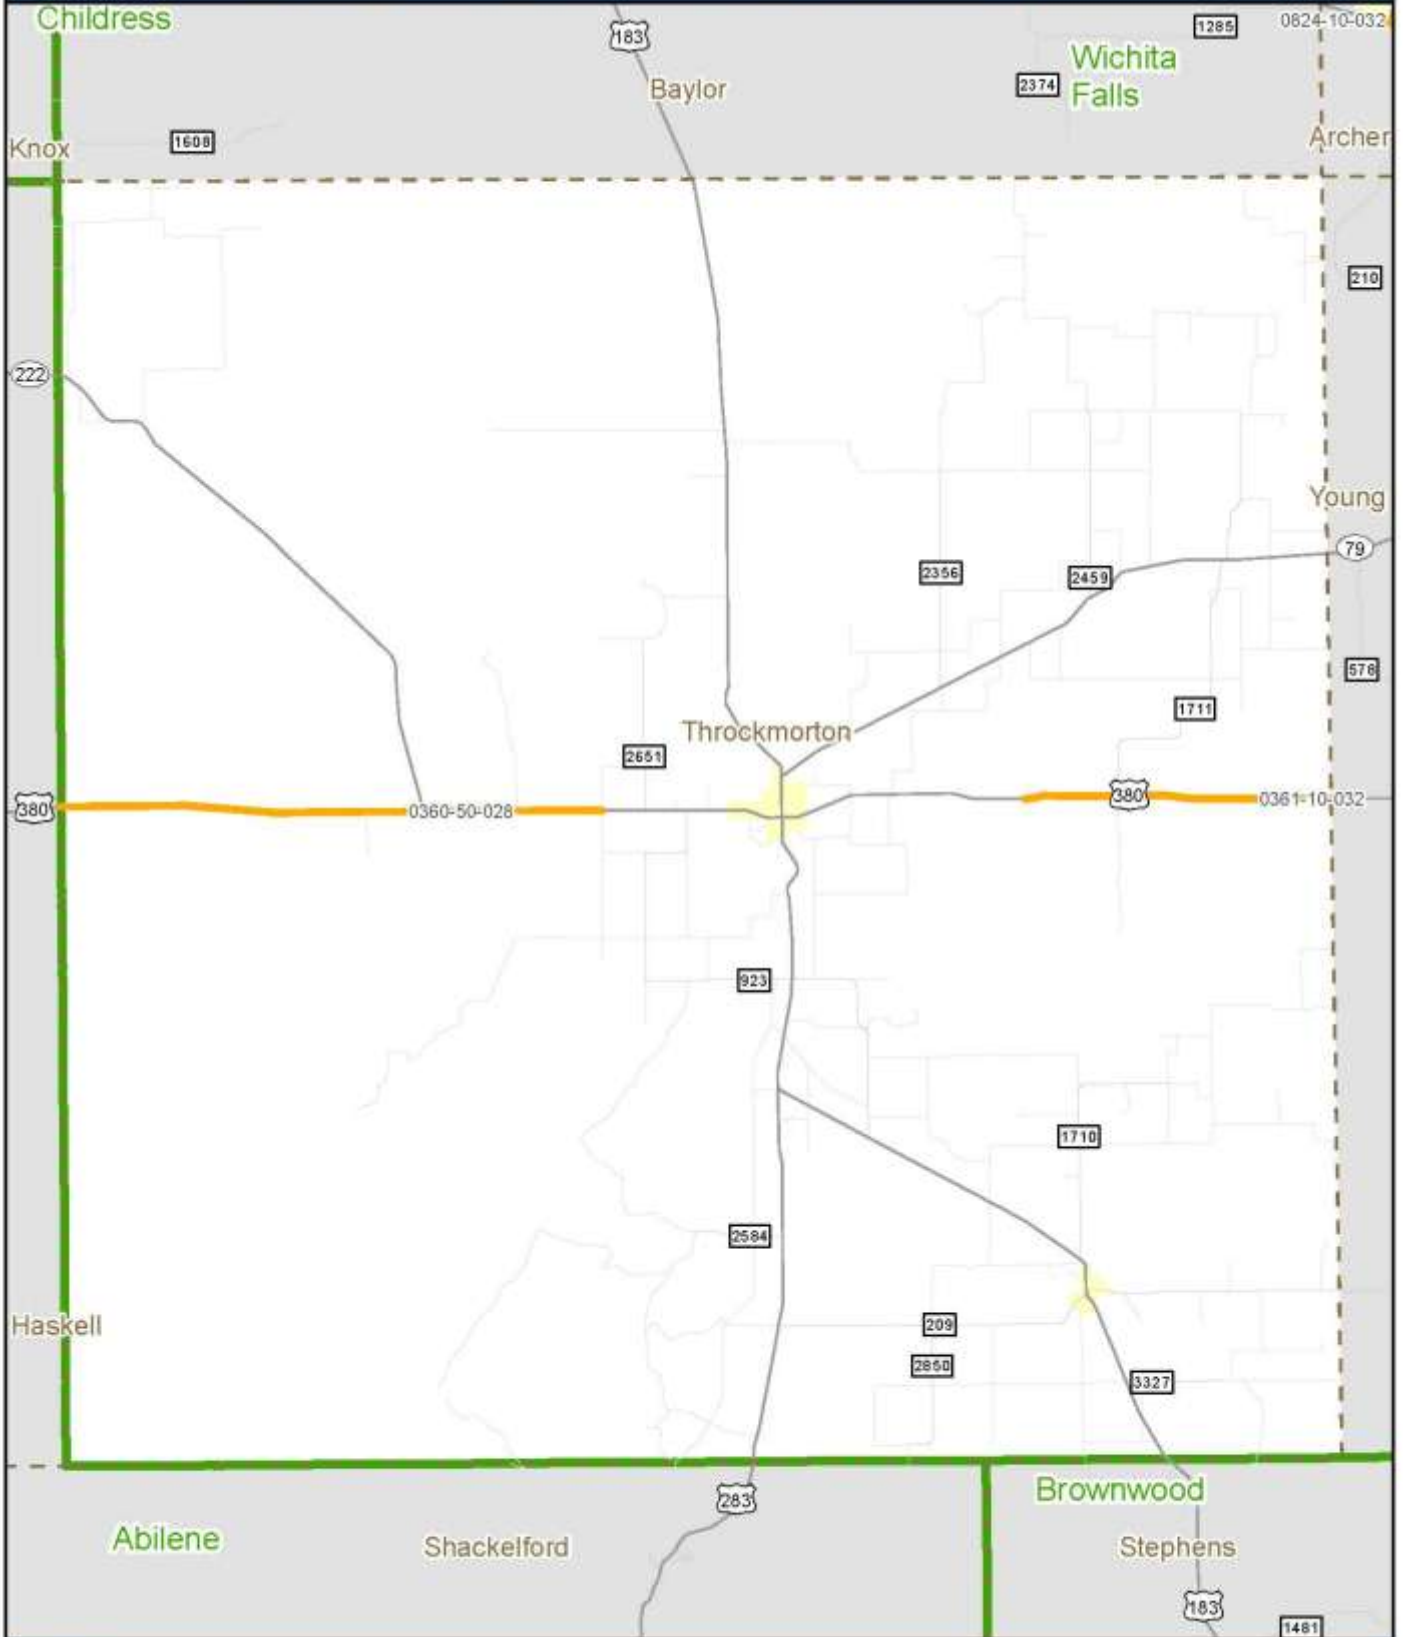 Childress
183
1285
0824-10-032
Wichita
Falls
2374
Baylor
Archer
Knox
1608
210
222
Young
79
2356
2459
578
1711
Throckmorton
2651
380
0360-50-028
380
0361-10-032
923
1710
2584
Haskell
209
2850
3327
283
Brownwood
Abilene
Shackelford
Stephens
183
1481